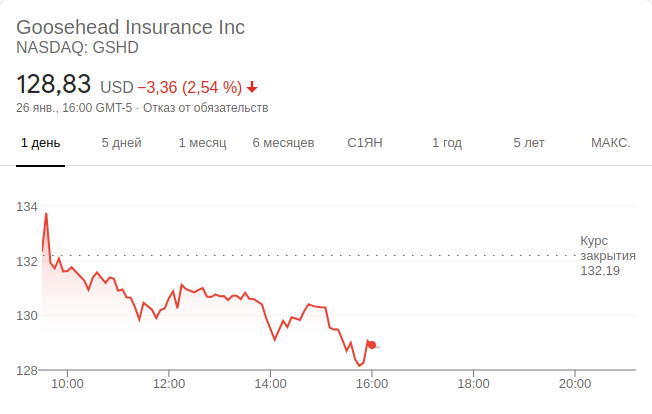 Goosehead Insurance Inc
NASDAQ: GSHD
128,83 USD −3,36 (2,54 %)
26 янв., 16:00 GMT-5 · Отказ от обязательств
1 день 5 дней 1 месяц 6 месяцев С1ЯН 1 год 5 лет МАКС.
134
Курс
закрытия
132,19
132
130
128
10:00 12:00 14:00 16:00 18:00 20:00